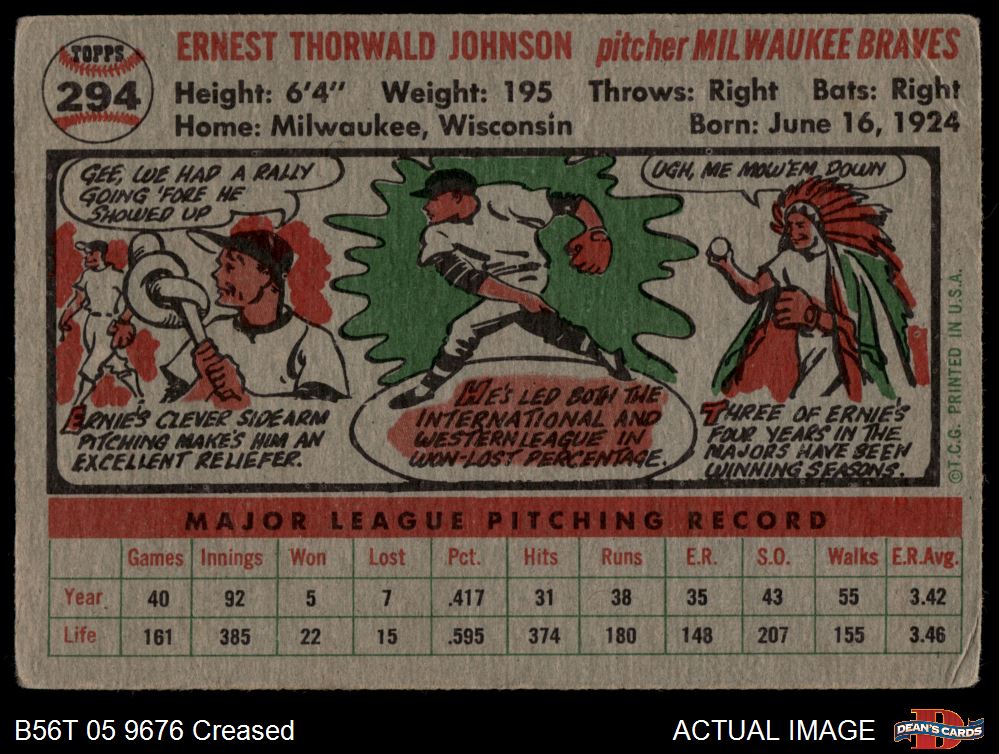 TOPPS
294
ERNEST THORWALD JOHNSON pitcher MILWAUKEE BRAVES
Height: 6'4" Weight: 195 Throws: Right Bats: Right
Home: Milwaukee, Wisconsin Born: June 16, 1924
GEE, WE HAD A RALLY
GOING 'FORE HE
SHOWED UP
UGH, ME MOW'EM DOWN
ERNIE'S CLEVER SIDEARM
PITCHING MAKE'S HIM AN
EXCELLENT RELIEFER.
HE'S LED BOTH THE
INTERNATIONAL AND
WESTERN LEAGUE IN
WON-LOST PERCENTAGE.
THREE OF ERNIE'S
FOUR YEARS IN THE
MAJORS HAVE BEEN
WINNING SEASONS.
©T.C.G. PRINTED IN U.S.A.
MAJOR LEAGUE PITCHING RECORD
Games Innings Won Lost Pct. Hits Runs E.R. S.O. Walks E.R.Avg.
Year 40 92 5 7 .417 31 38 35 43 55 3.42
Life 161 385 22 15 .595 374 180 148 207 155 3.46
B56T 05 9676 Creased
ACTUAL IMAGE
D
DEAN'S CARDS